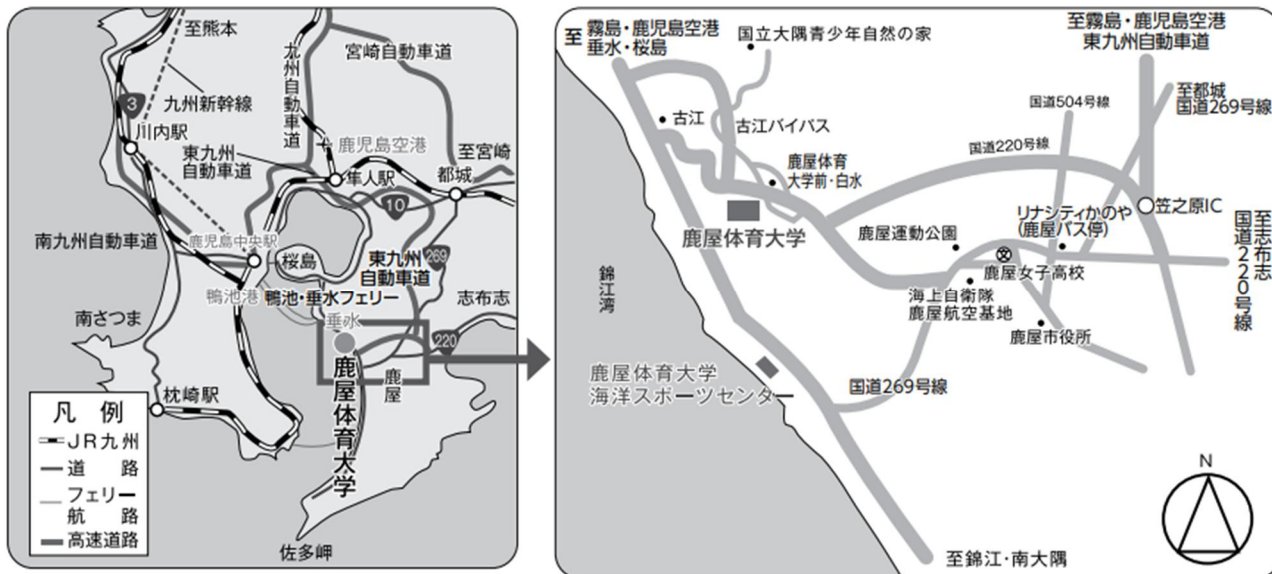 至熊本
九州自動車道
宮崎自動車道
3
九州新幹線
川内駅
鹿児島空港
東九州
自動車道
至宮崎
隼人駅
都城
10
南九州自動車道
鹿児島中央駅
桜島
東九州
自動車道
269
鴨池港
鴨池・垂水フェリー
志布志
南さつま
垂水
220
鹿屋体育大学
鹿屋
枕崎駅
凡 例
JR九州
道 路
フェリー
航 路
高速道路
佐多岬
至 霧島・鹿児島空港
垂水・桜島
国立大隅青少年自然の家
至霧島・鹿児島空港
東九州自動車道
至都城
国道269号線
国道504号線
古江
古江バイパス
国道220号線
鹿屋体育
大学前・白水
鹿屋体育大学
リナシティかのや
(鹿屋バス停)
笠之原IC
至志布志
国道220号線
鹿屋運動公園
文
鹿屋女子高校
錦江湾
海上自衛隊
鹿屋航空基地
鹿屋市役所
鹿屋体育大学
海洋スポーツセンター
国道269号線
N
至錦江・南大隅